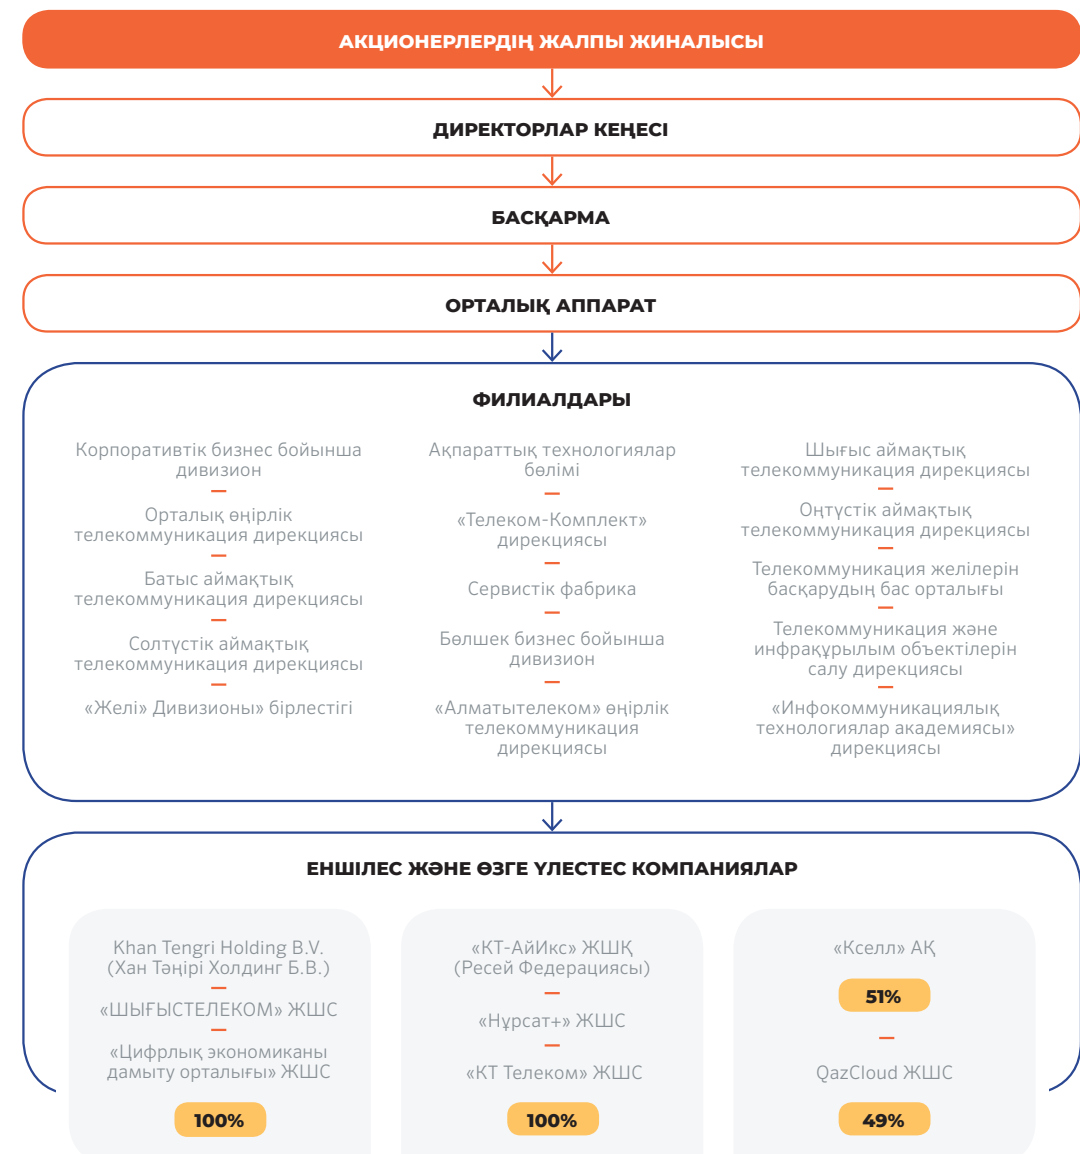 АКЦИОНЕРЛЕРДІҢ ЖАЛПЫ ЖИНАЛЫСЫ
ДИРЕКТОРЛАР КЕҢЕСІ
БАСҚАРМА
ОРТАЛЫҚ АППАРАТ
ФИЛИАЛДАРЫ
Корпоративтік бизнес бойынша
дивизион
Орталық өңірлік
телекоммуникация дирекциясы
Батыс аймақтық
телекоммуникация дирекциясы
Солтүстік аймақтық
телекоммуникация дирекциясы
«Желі» Дивизионы» бірлестігі
Ақпараттық технологиялар
бөлімі
«Телеком-Комплект»
дирекциясы
Сервистік фабрика
Бөлшек бизнес бойынша
дивизион
«Алматытелеком» өңірлік
телекоммуникация
дирекциясы
Шығыс аймақтық
телекоммуникация дирекциясы
Оңтүстік аймақтық
телекоммуникация дирекциясы
Телекоммуникация желілерін
басқарудың бас орталығы
Телекоммуникация және
инфрақұрылым объектілерін
салу дирекциясы
«Инфокоммуникациялық
технологиялар академиясы»
дирекциясы
ЕНШІЛЕС ЖӘНЕ ӨЗГЕ ҮЛЕСТЕС КОМПАНИЯЛАР
Khan Tengri Holding B.V.
(Хан Тәңірі Холдинг Б.В.)
«ШЫҒЫСТЕЛЕКОМ» ЖШС
«Цифрлық экономиканы
дамыту орталығы» ЖШС
100%
«КТ-АйИкс» ЖШҚ
(Ресей Федерациясы)
«Нұрсат+» ЖШС
«КТ Телеком» ЖШС
100%
«Кселл» АҚ
51%
QazCloud ЖШС
49%